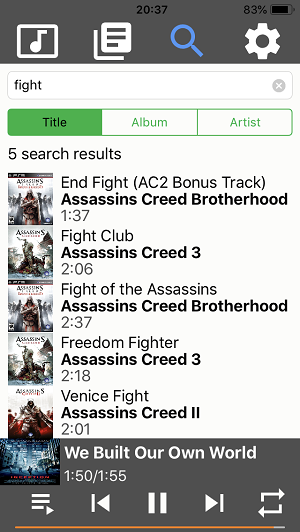 20:37
83%
fight
Title
Album
Artist
5 search results
End Fight (AC2 Bonus Track)
Assassins Creed Brotherhood
1:37
Fight Club
Assassins Creed 3
2:06
Fight of the Assassins
Assassins Creed Brotherhood
2:37
Freedom Fighter
Assassins Creed 3
2:18
Venice Fight
Assassins Creed II
2:01
We Built Our Own World
1:50/1:55
INCEPTION